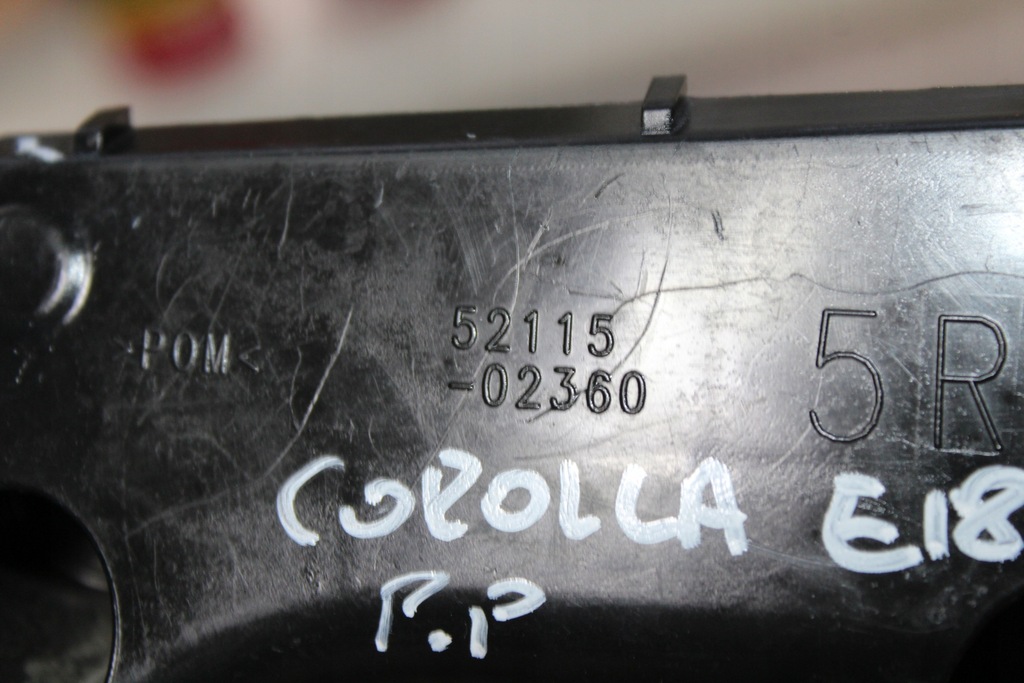 >POM<
52115
-02360
5R
COROLLA E18
P.P